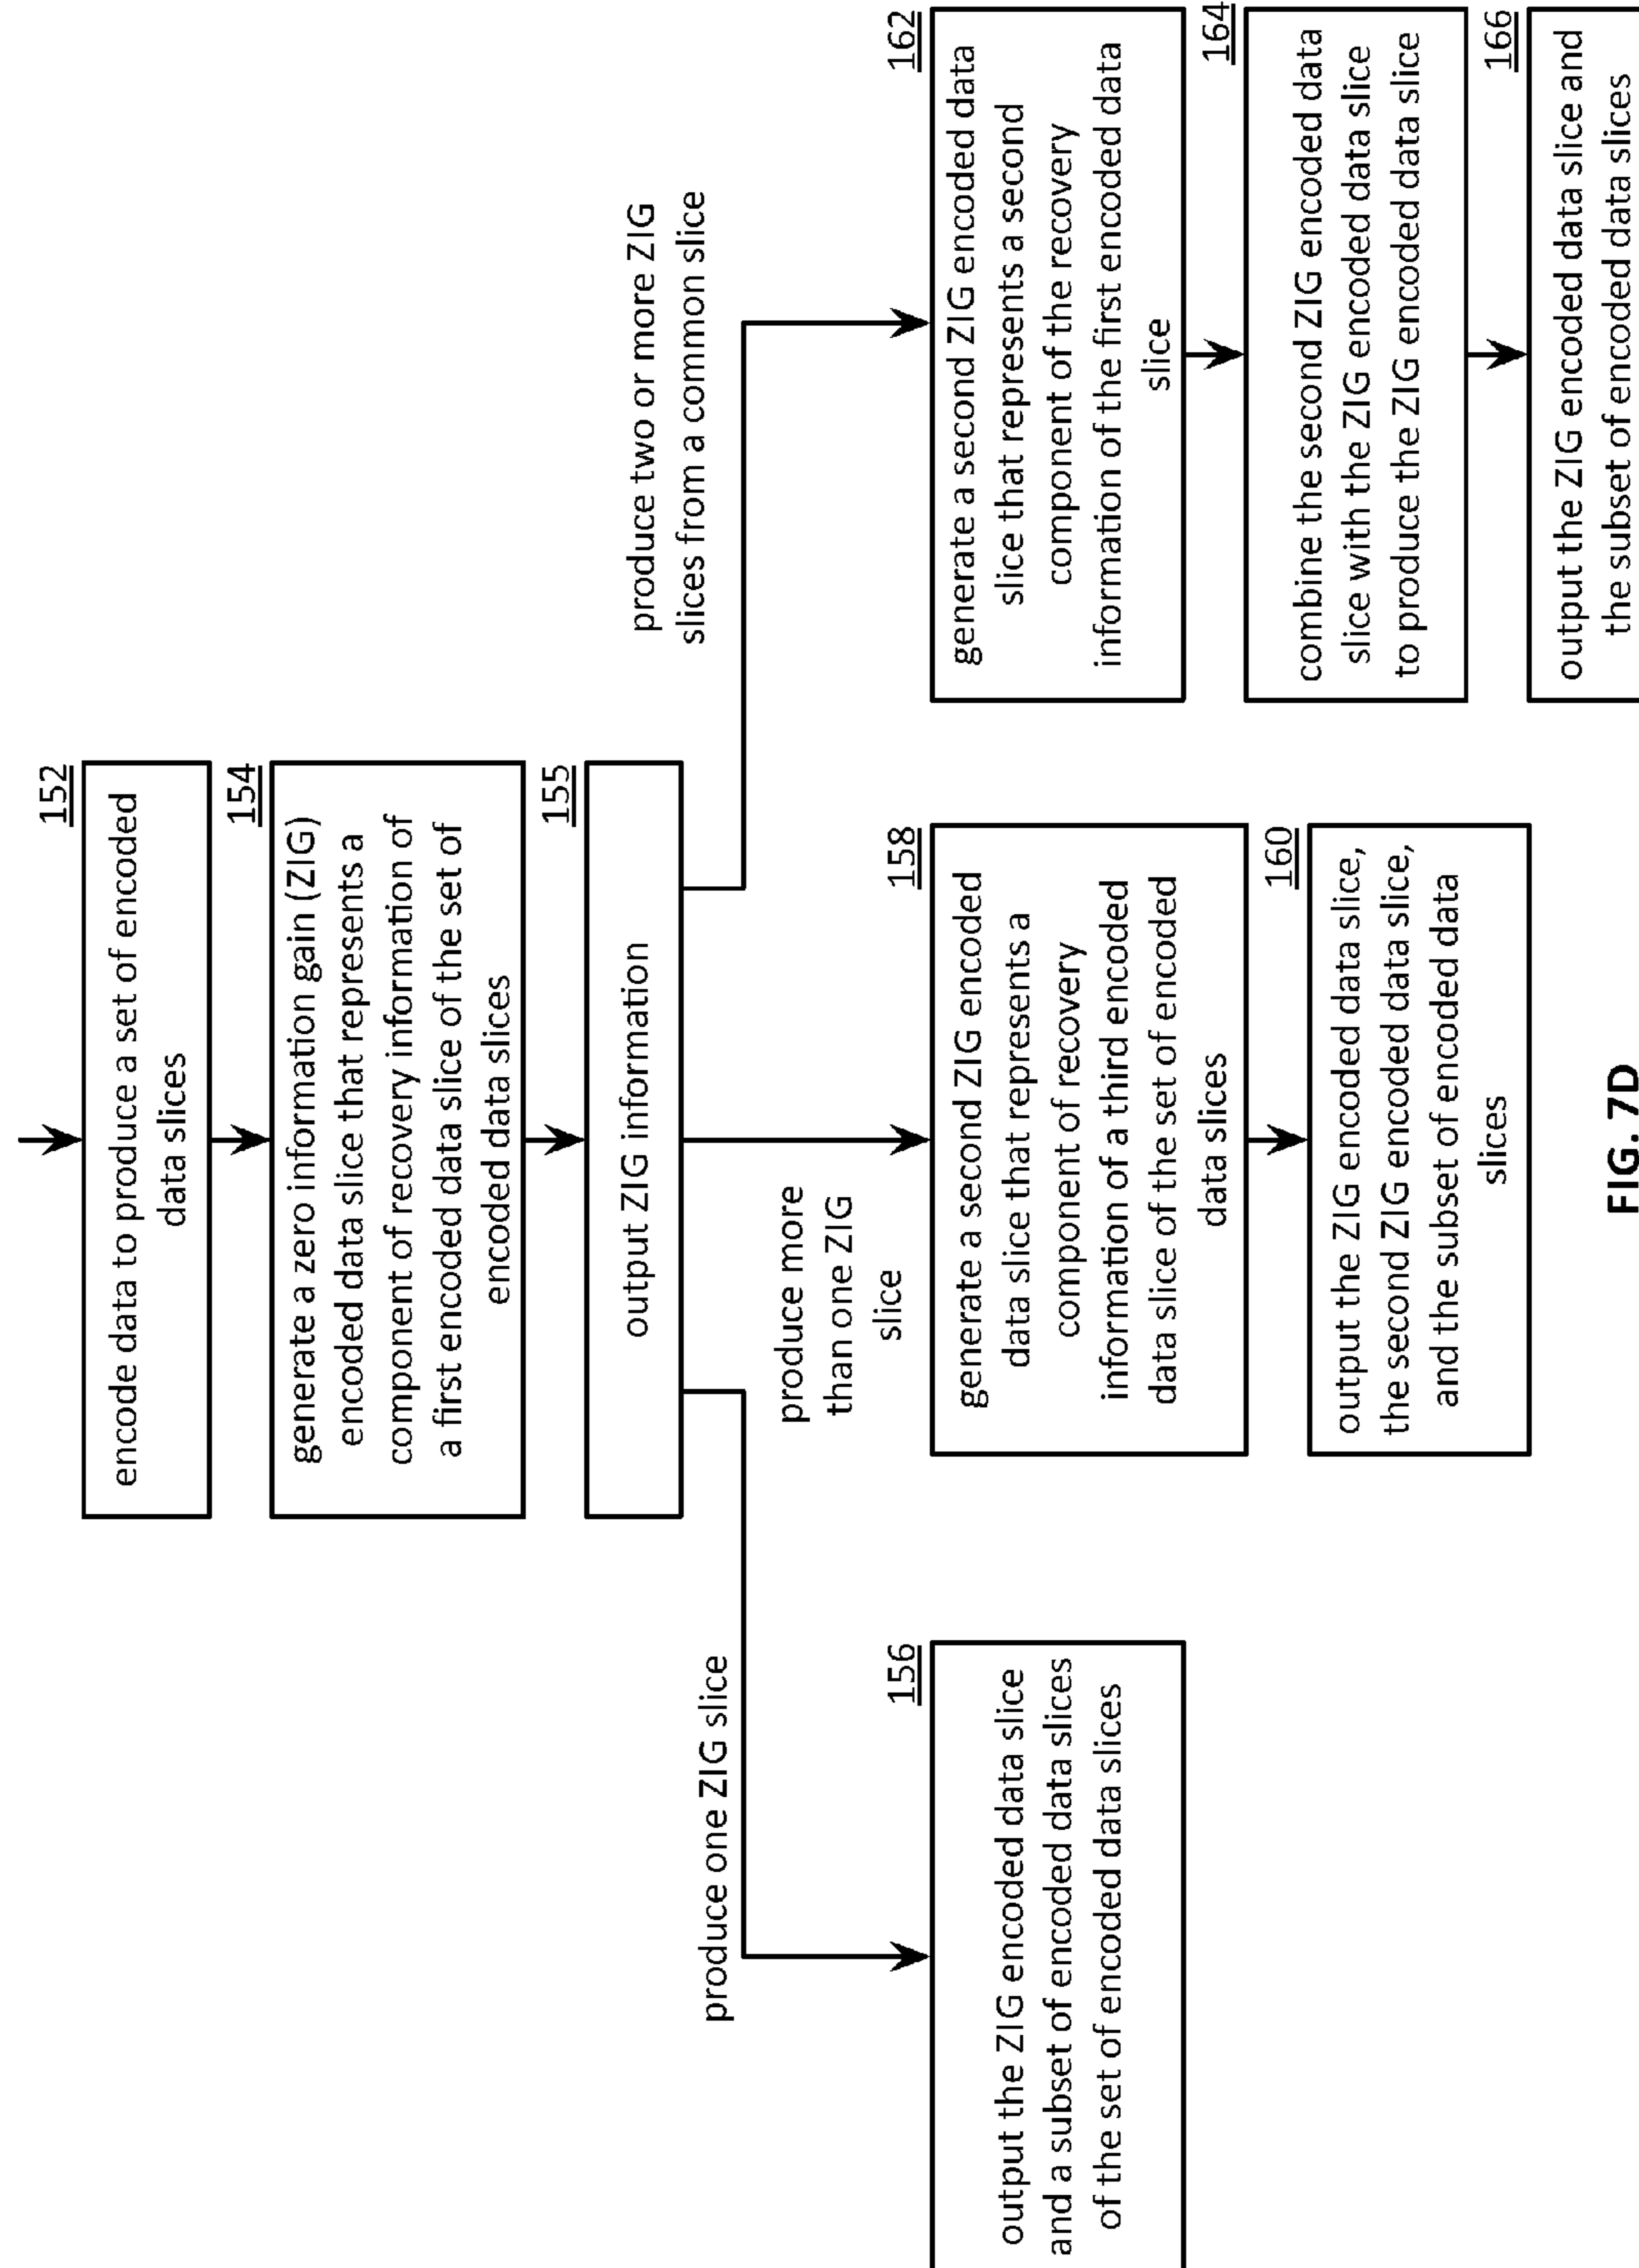 152
encode data to produce a set of encoded
data slices
154
generate a zero information gain (ZIG)
encoded data slice that represents a
component of recovery information of
a first encoded data slice of the set of
encoded data slices
155
output ZIG information
produce one ZIG slice
156
output the ZIG encoded data slice
and a subset of encoded data slices
of the set of encoded data slices
produce more
than one ZIG
slice
158
generate a second ZIG encoded
data slice that represents a
component of recovery
information of a third encoded
data slice of the set of encoded
data slices
160
output the ZIG encoded data slice,
the second ZIG encoded data slice,
and the subset of encoded data
slices
produce two or more ZIG
slices from a common slice
162
generate a second ZIG encoded data
slice that represents a second
component of the recovery
information of the first encoded data
slice
164
combine the second ZIG encoded data
slice with the ZIG encoded data slice
to produce the ZIG encoded data slice
166
output the ZIG encoded data slice and
the subset of encoded data slices
FIG. 7D